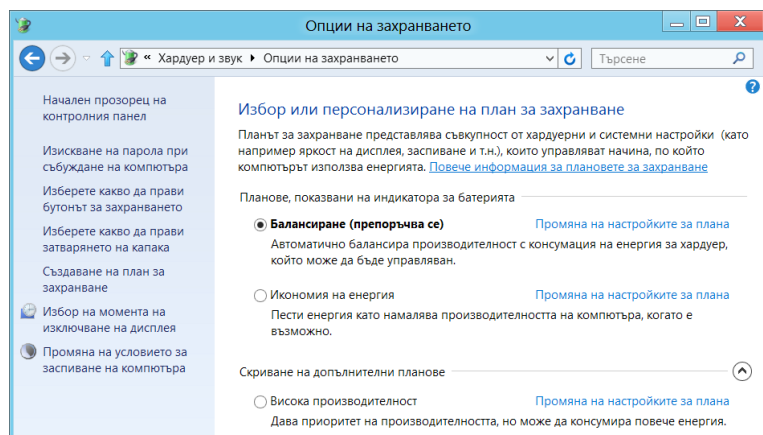 Опции на захранването
« Хардуер и звук Опции на захранването
Търсене
Начален прозорец на
контролния панел
Изискване на парола при
събуждане на компютъра
Изберете какво да прави
бутонът за захранването
Изберете какво да прави
затварянето на капака
Създаване на план за
захранване
Избор на момента на
изключване на дисплея
Промяна на условието за
заспиване на компютъра
Избор или персонализиране на план за захранване
Планът за захранване представлява съвкупност от хардуерни и системни настройки (като
например яркост на дисплея, заспиване и т.н.), които управляват начина, по който
компютърът използва енергията. Повече информация за плановете за захранване
Планове, показвани на индикатора за батерията
Балансиране (препоръчва се) Промяна на настройките за плана
Автоматично балансира производителност с консумация на енергия за хардуер,
който може да бъде управляван.
Икономия на енергия Промяна на настройките за плана
Пести енергия като намалява производителността на компютъра, когато е
възможно.
Скриване на допълнителни планове
Висока производителност Промяна на настройките за плана
Дава приоритет на производителността, но може да консумира повече енергия.